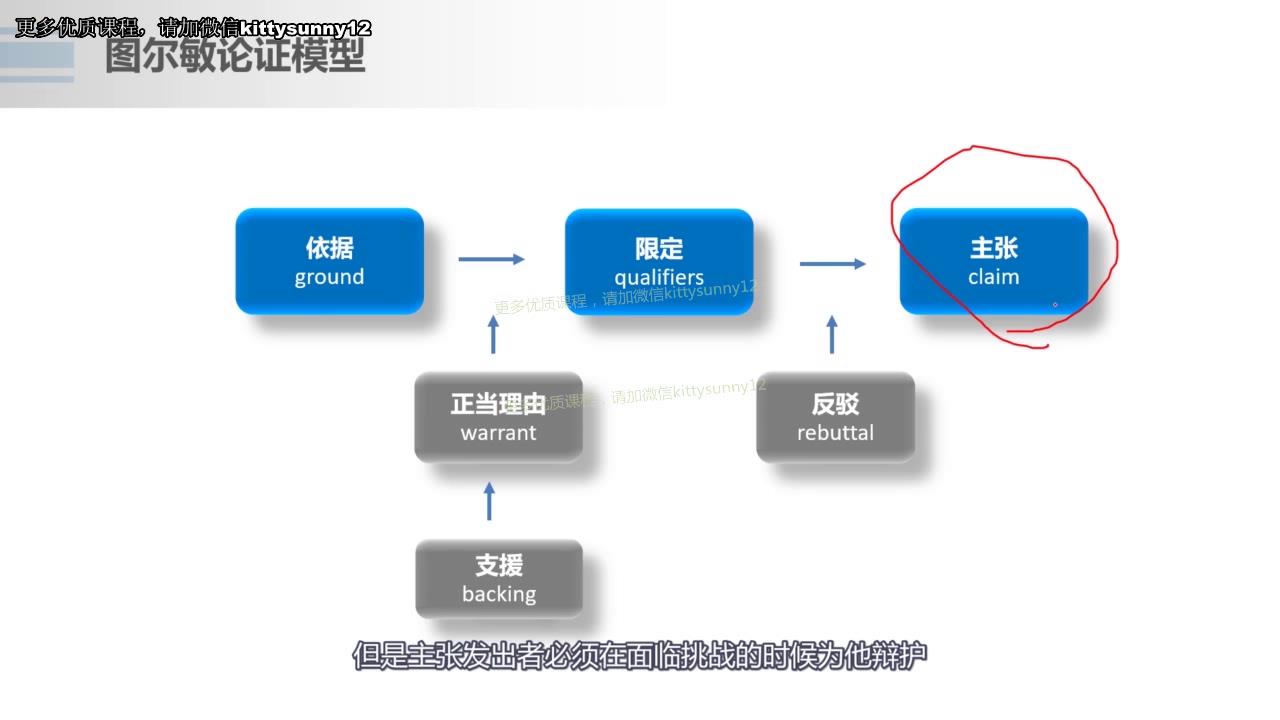 更多优质课程，请加微信kittysunny12
图尔敏论证模型
依据
ground
限定
qualifiers
主张
claim
更多优质课程，请加微信kittysunny12
正当理由
warrant
质课程，请加微信kittysunny12
反驳
rebuttal
支援
backing
但是主张发出者必须在面临挑战的时候为他辩护